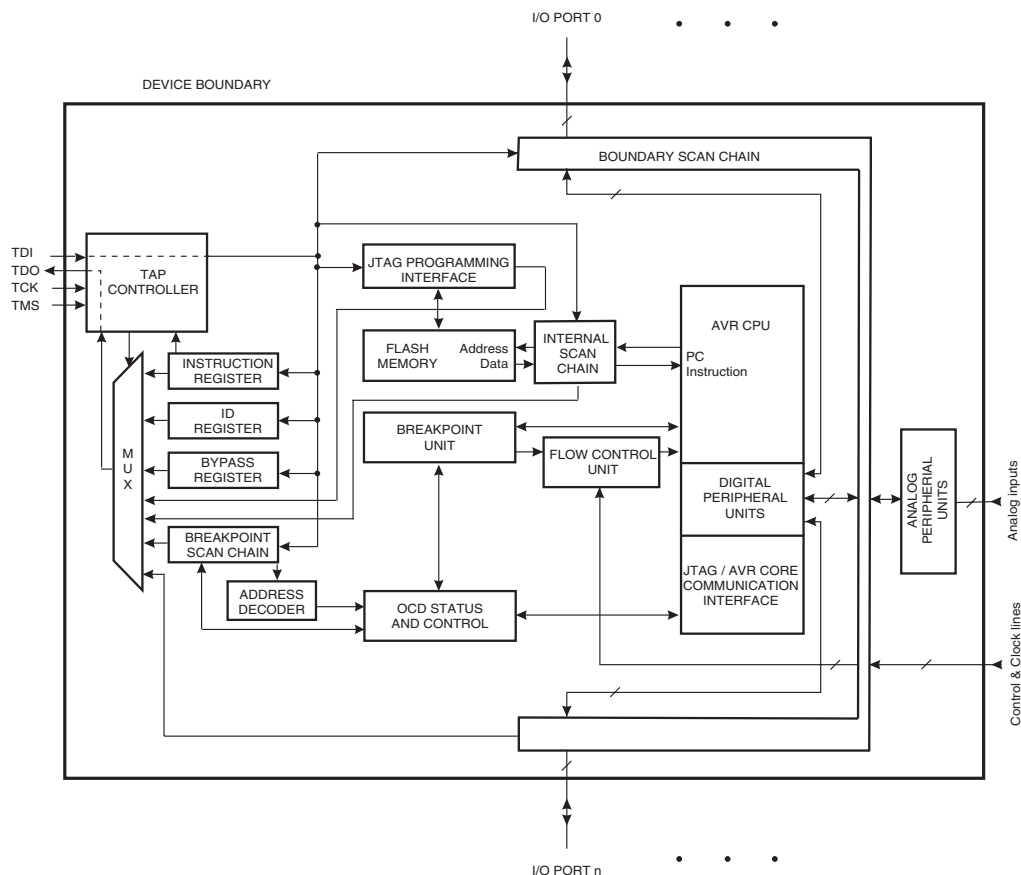 I/O PORT 0
DEVICE BOUNDARY
BOUNDARY SCAN CHAIN
TDI
TDO
TCK
TMS
TAP
CONTROLLER
JTAG PROGRAMMING
INTERFACE
AVR CPU
FLASH
MEMORY
Address
Data
INTERNAL
SCAN
CHAIN
PC
Instruction
INSTRUCTION
REGISTER
ID
REGISTER
BYPASS
REGISTER
M
U
X
BREAKPOINT
UNIT
FLOW CONTROL
UNIT
DIGITAL
PERIPHERAL
UNITS
ANALOG
PERIPHERIAL
UNITS
Analog inputs
BREAKPOINT
SCAN CHAIN
ADDRESS
DECODER
OCD STATUS
AND CONTROL
JTAG / AVR CORE
COMMUNICATION
INTERFACE
Control & Clock lines
I/O PORT n